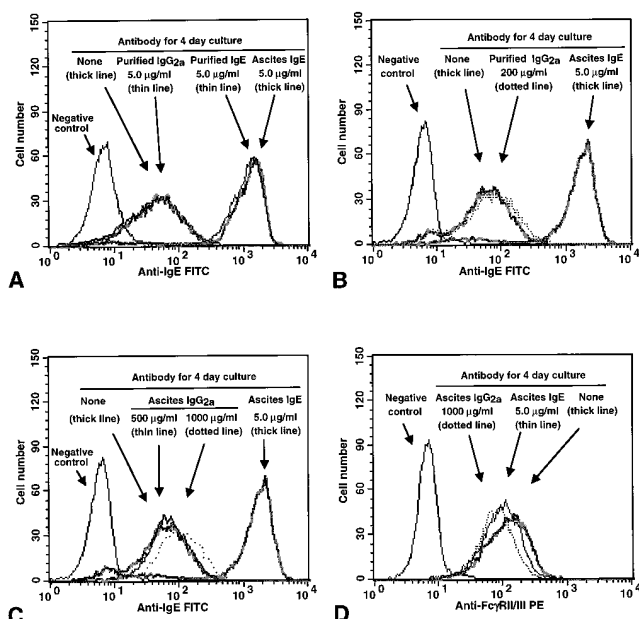 Antibody for 4 day culture
None Purified IgG2a Purified IgE Ascites IgE
(thick line) 5.0 µg/ml 5.0 µg/ml 5.0 µg/ml
(thin line) (thin line) (thick line)
Negative
control
Cell number
150
120
90
60
30
0
10^0 10^1 10^2 10^3 10^4
Anti-IgE FITC
A
Antibody for 4 day culture
Negative None Purified IgG2a Ascites IgE
control (thick line) 200 µg/ml 5.0 µg/ml
(dotted line) (thick line)
Cell number
150
120
90
60
30
0
10^0 10^1 10^2 10^3 10^4
Anti-IgE FITC
B
Antibody for 4 day culture
None Ascites IgG2a Ascites IgE
(thick line) 500 µg/ml 1000 µg/ml 5.0 µg/ml
(thin line) (dotted line) (thick line)
Negative
control
Cell number
150
120
90
60
30
0
10^0 10^1 10^2 10^3 10^4
Anti-IgE FITC
C
Antibody for 4 day culture
Negative Ascites IgG2a Ascites IgE None
control 1000 µg/ml 5.0 µg/ml (thick line)
(dotted line) (thin line)
Cell number
150
120
90
60
30
0
10^0 10^1 10^2 10^3 10^4
Anti-FcγRII/III PE
D